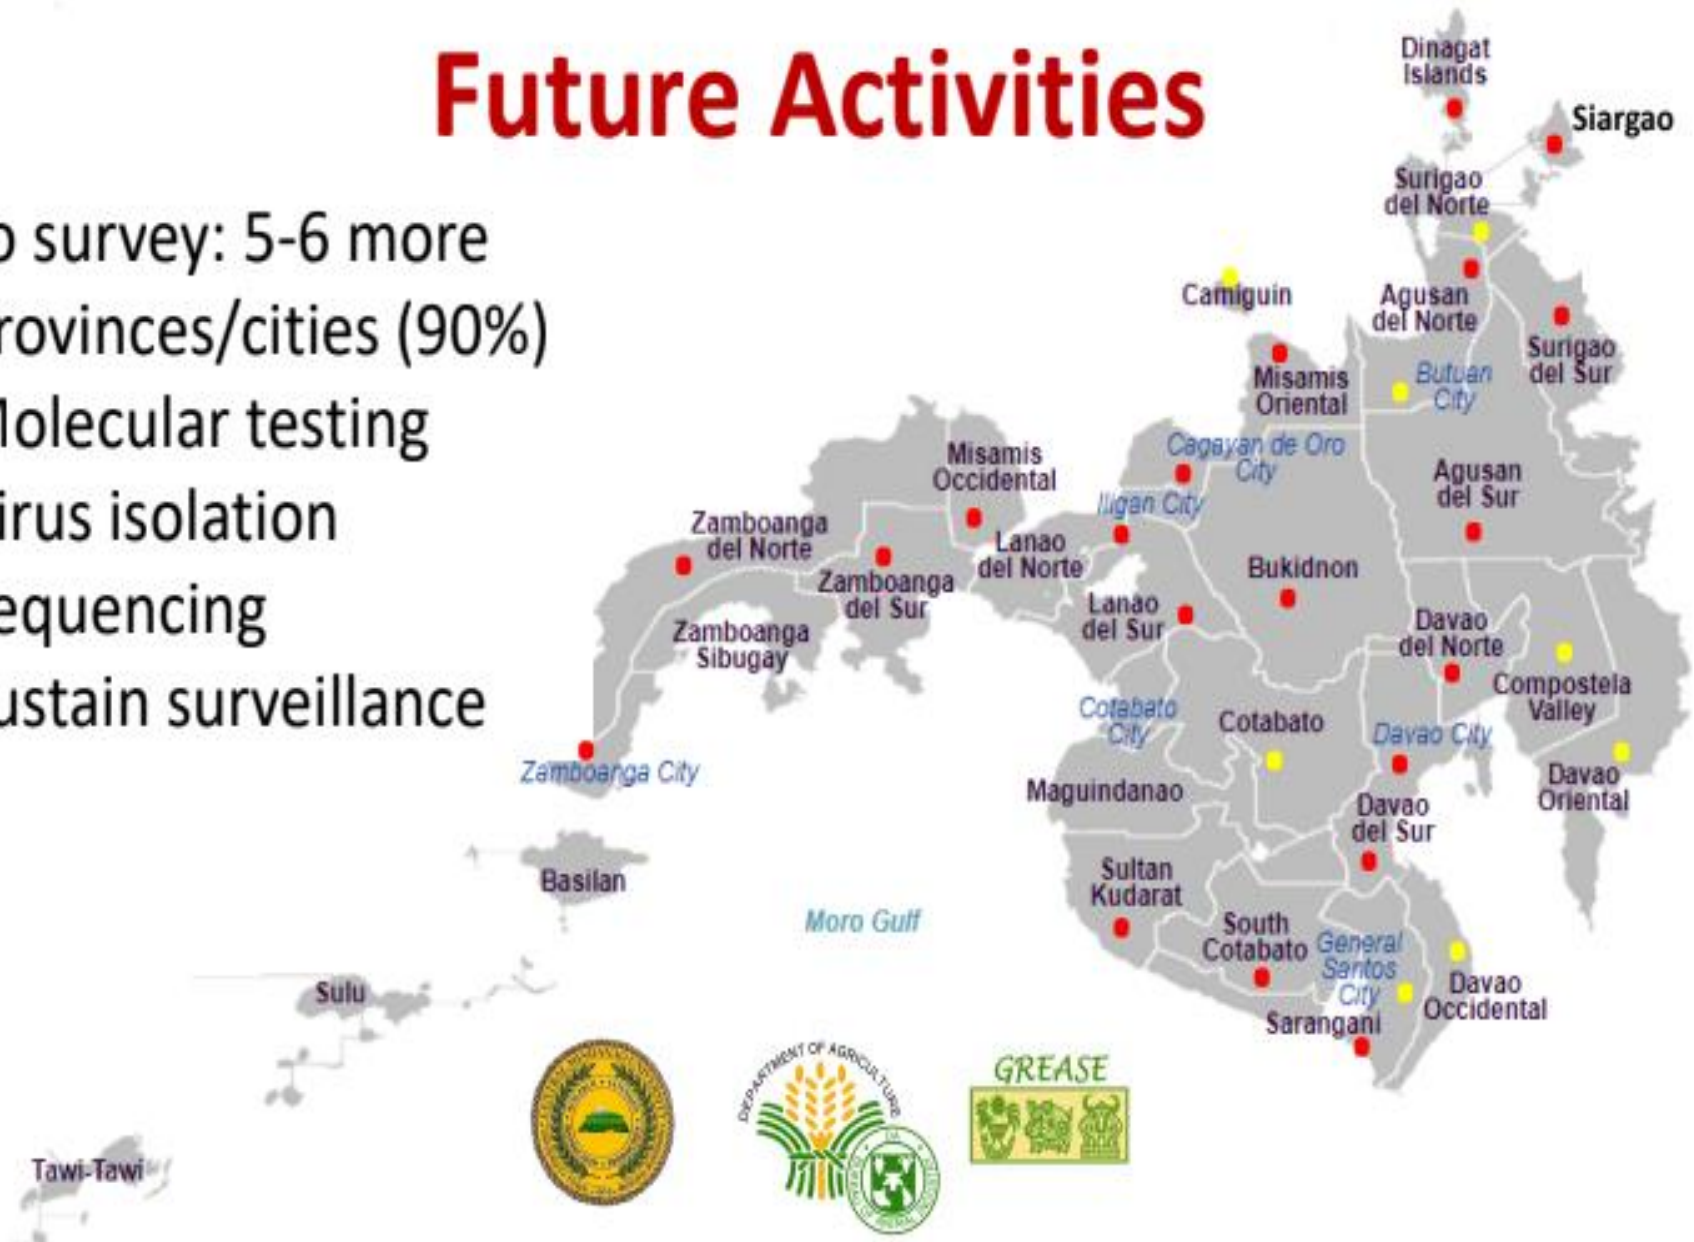 Future Activities
o survey: 5-6 more
rovinces/cities (90%)
Molecular testing
irus isolation
equencing
ustain surveillance
Dinagat
Islands
Siargao
Surigao
del Norte
Camiguin
Agusan
del Norte
Surigao
del Sur
Misamis
Oriental
Butuan
City
Cagayan de Oro
City
Misamis
Occidental
Iligan City
Agusan
del Sur
Zamboanga
del Norte
Lanao
del Norte
Zamboanga
del Sur
Bukidnon
Lanao
del Sur
Zamboanga
Sibugay
Davao
del Norte
Compostela
Valley
Cotabato
City
Cotabato
Davao City
Zamboanga City
Maguindanao
Davao
Oriental
Davao
del Sur
Basilan
Sultan
Kudarat
Moro Gulf
South
Cotabato
General
Santos
City
Davao
Occidental
Sulu
Sarangani
Tawi-Tawi
DEPARTMENT OF AGRICULTURE
DA
GREASE